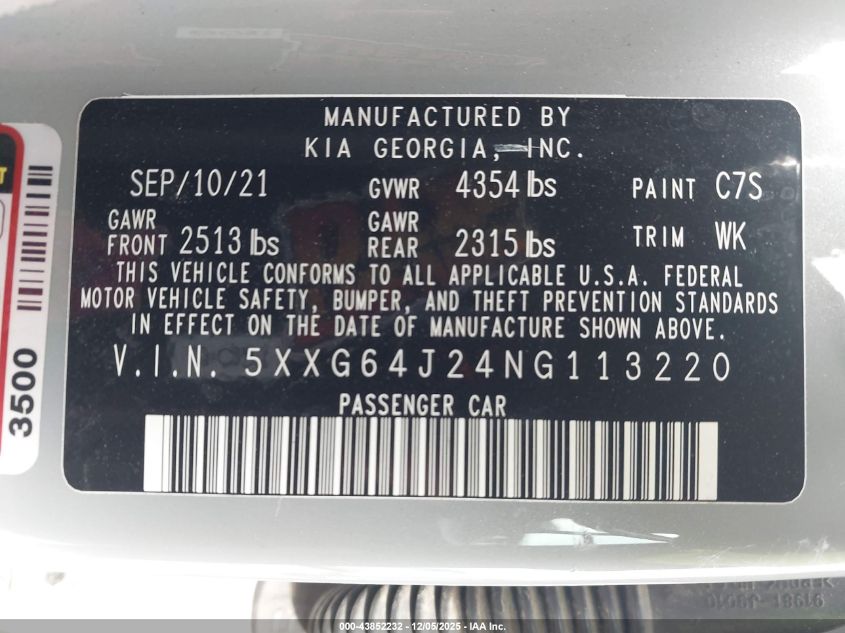 MANUFACTURED BY
KIA GEORGIA, INC.
SEP/10/21 GVWR 4354 lbs PAINT C7S
GAWR FRONT 2513 lbs GAWR REAR 2315 lbs TRIM WK
THIS VEHICLE CONFORMS TO ALL APPLICABLE U.S.A. FEDERAL
MOTOR VEHICLE SAFETY, BUMPER, AND THEFT PREVENTION STANDARDS
IN EFFECT ON THE DATE OF MANUFACTURE SHOWN ABOVE.
V.I.N. 5XXG64J24NG113220
PASSENGER CAR
3500
000-43852232 - 12/05/2025 - IAA, Inc.